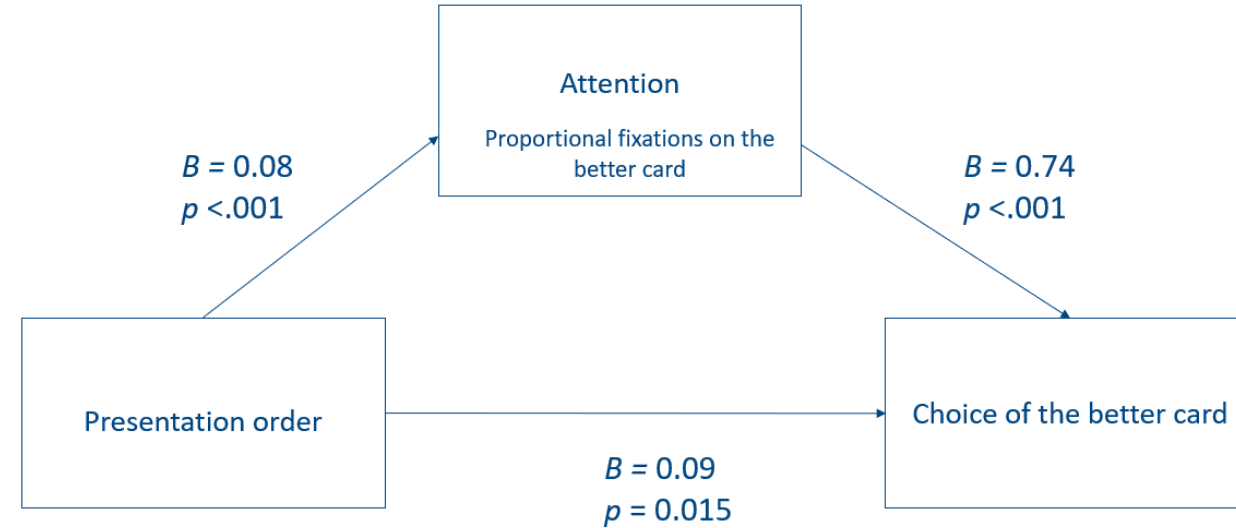 Attention
Proportional fixations on the
better card
B = 0.08
p <.001
B = 0.74
p <.001
Presentation order
Choice of the better card
B = 0.09
p = 0.015